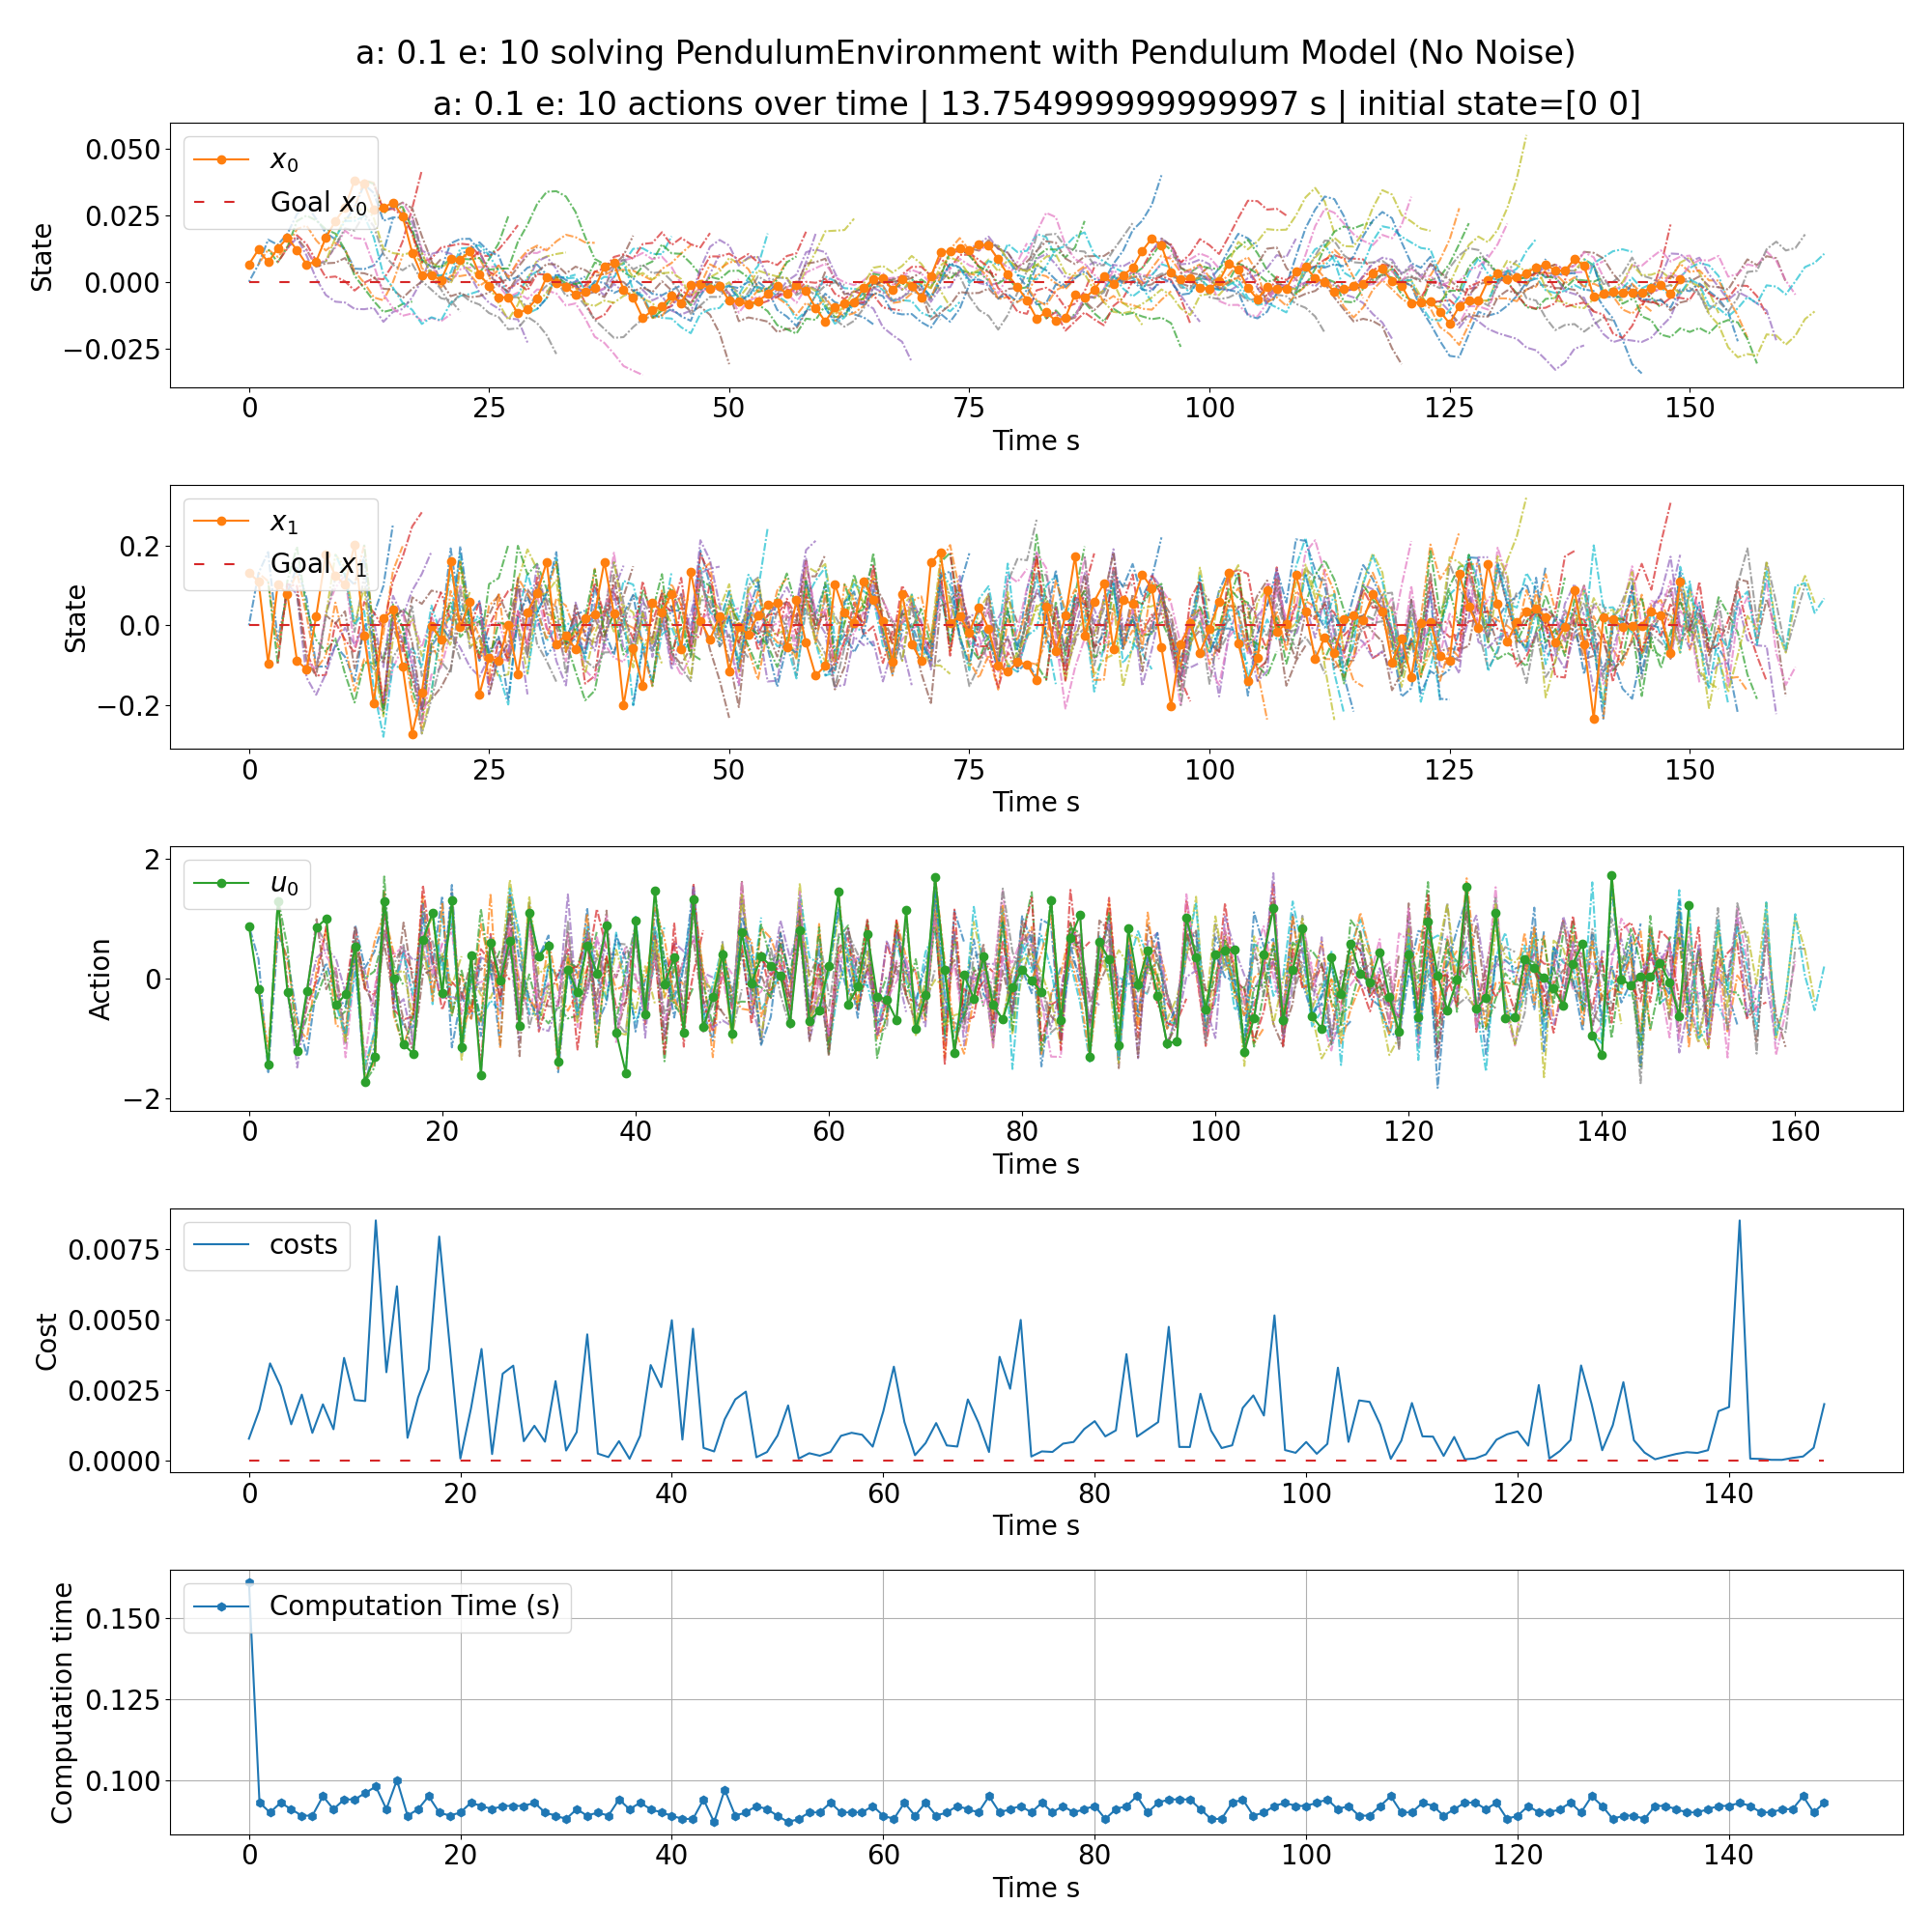 a: 0.1 e: 10 solving PendulumEnvironment with Pendulum Model (No Noise)
a: 0.1 e: 10 actions over time | 13.754999999999997 s | initial state=[0 0]
x₀
Goal x₀
State
0.050
0.025
0.000
−0.025
0 25 50 75 100 125 150
Time s
x₁
Goal x₁
State
0.2
0.0
−0.2
0 25 50 75 100 125 150
Time s
u₀
Action
2
0
−2
0 20 40 60 80 100 120 140 160
Time s
costs
Cost
0.0075
0.0050
0.0025
0.0000
0 20 40 60 80 100 120 140
Time s
Computation Time (s)
Computation time
0.150
0.125
0.100
0 20 40 60 80 100 120 140
Time s